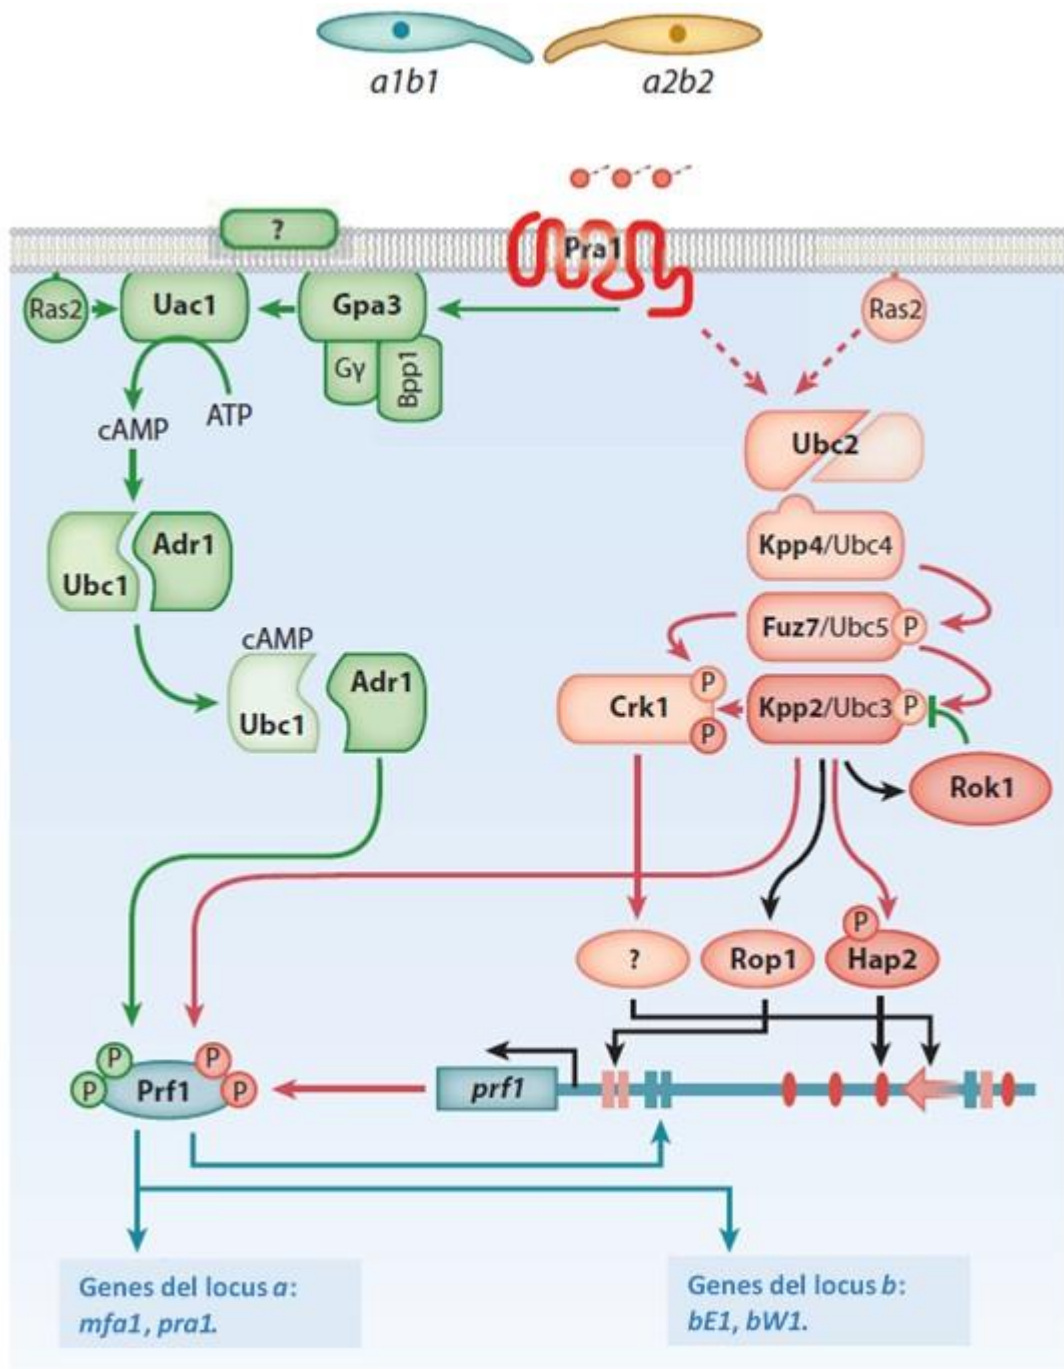 a1b1
a2b2
?
Pra1
Ras2
Uac1
Gpa3
Ras2
Gγ
Bpp1
cAMP
ATP
Ubc2
Ubc1
Adr1
Kpp4/Ubc4
Fuz7/Ubc5
P
cAMP
Ubc1
Adr1
Crk1
P
P
Kpp2/Ubc3
P
Rok1
?
Rop1
P
Hap2
P
P
Prf1
P
P
prf1
Genes del locus a:
mfa1, pra1.
Genes del locus b:
bE1, bW1.